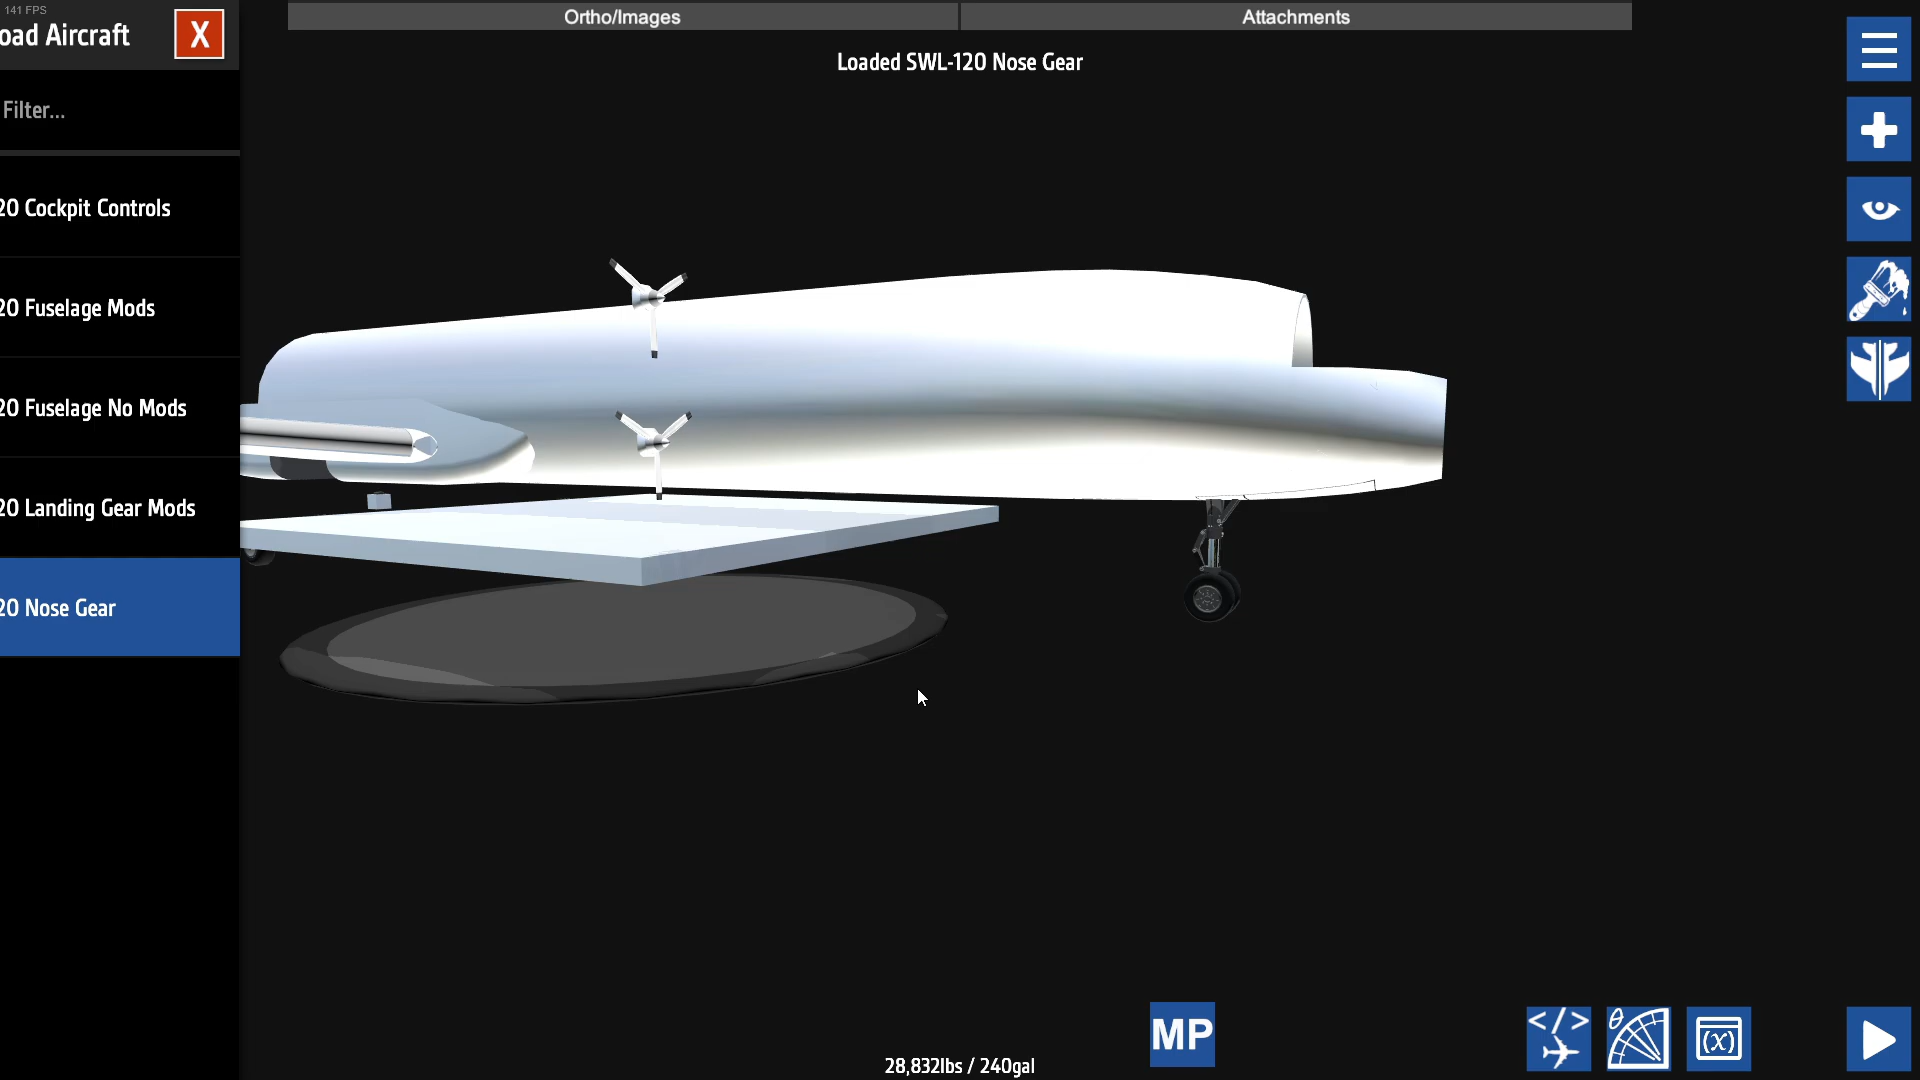 141 FPS
oad Aircraft
X
Filter...
20 Cockpit Controls
20 Fuselage Mods
20 Fuselage No Mods
20 Landing Gear Mods
20 Nose Gear
Ortho/Images
Attachments
Loaded SWL-120 Nose Gear
MP
28,832lbs / 240gal
</>
θ
(x)